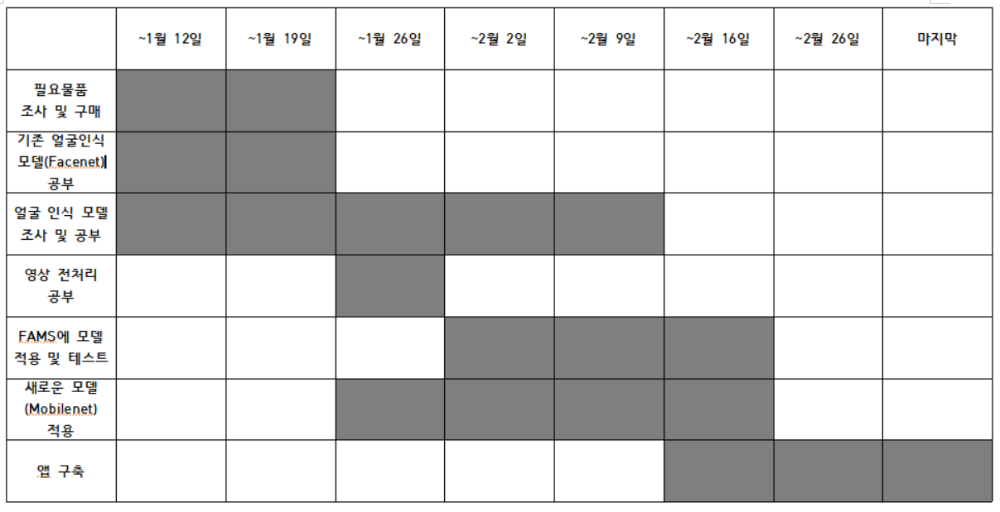 ~1월 12일 ~1월 19일 ~1월 26일 ~2월 2일 ~2월 9일 ~2월 16일 ~2월 26일 마지막
필요물품
조사 및 구매
기존 얼굴인식
모델(Facenet)
공부
얼굴 인식 모델
조사 및 공부
영상 전처리
공부
FAMS에 모델
적용 및 테스트
새로운 모델
(Mobilenet)
적용
앱 구축